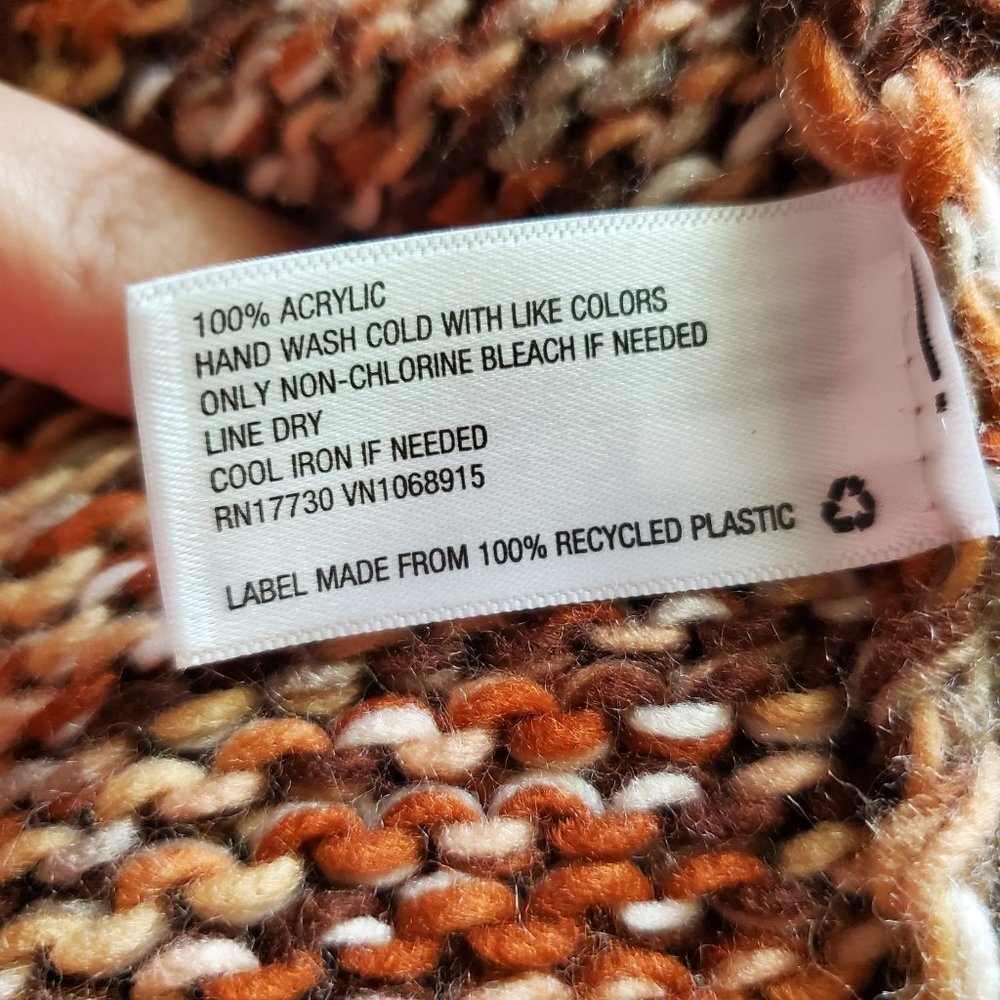 100% ACRYLIC
HAND WASH COLD WITH LIKE COLORS
ONLY NON-CHLORINE BLEACH IF NEEDED
LINE DRY
COOL IRON IF NEEDED
RN17730 VN1068915
LABEL MADE FROM 100% RECYCLED PLASTIC